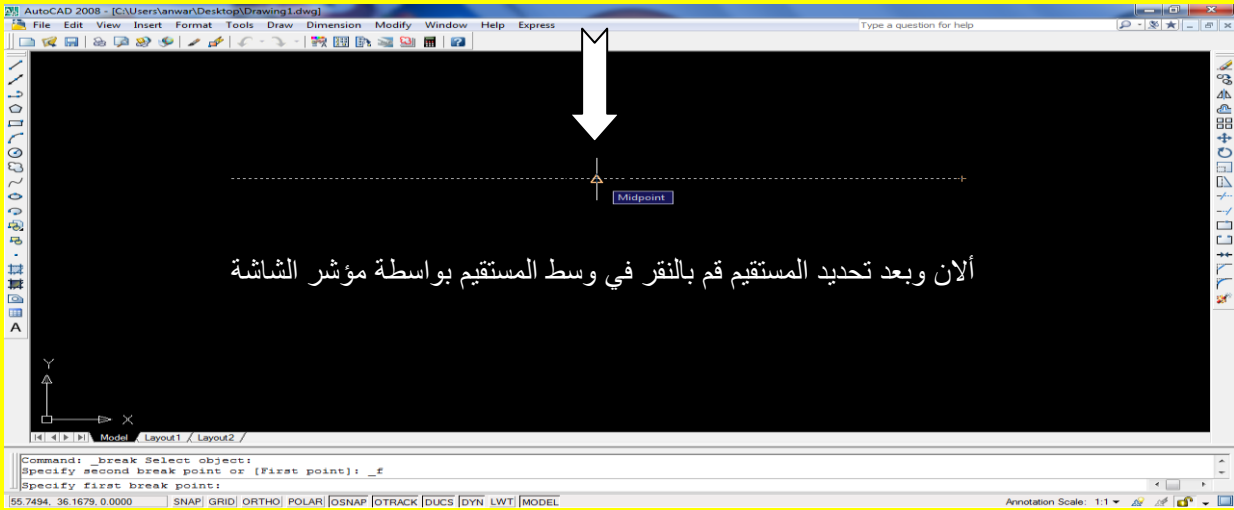 AutoCAD 2008 - [C:\Users\anwar\Desktop\Drawing1.dwg]
File Edit View Insert Format Tools Draw Dimension Modify Window Help Express Type a question for help
Midpoint
ألان وبعد تحديد المستقيم قم بالنقر في وسط المستقيم بواسطة مؤشر الشاشة
Y
X
Model Layout1 Layout2
Command: _break Select object:
Specify second break point or [First point]: _f
Specify first break point:
55.7494, 36.1679, 0.0000 SNAP GRID ORTHO POLAR OSNAP OTRACK DUCS DYN LWT MODEL Annotation Scale: 1:1